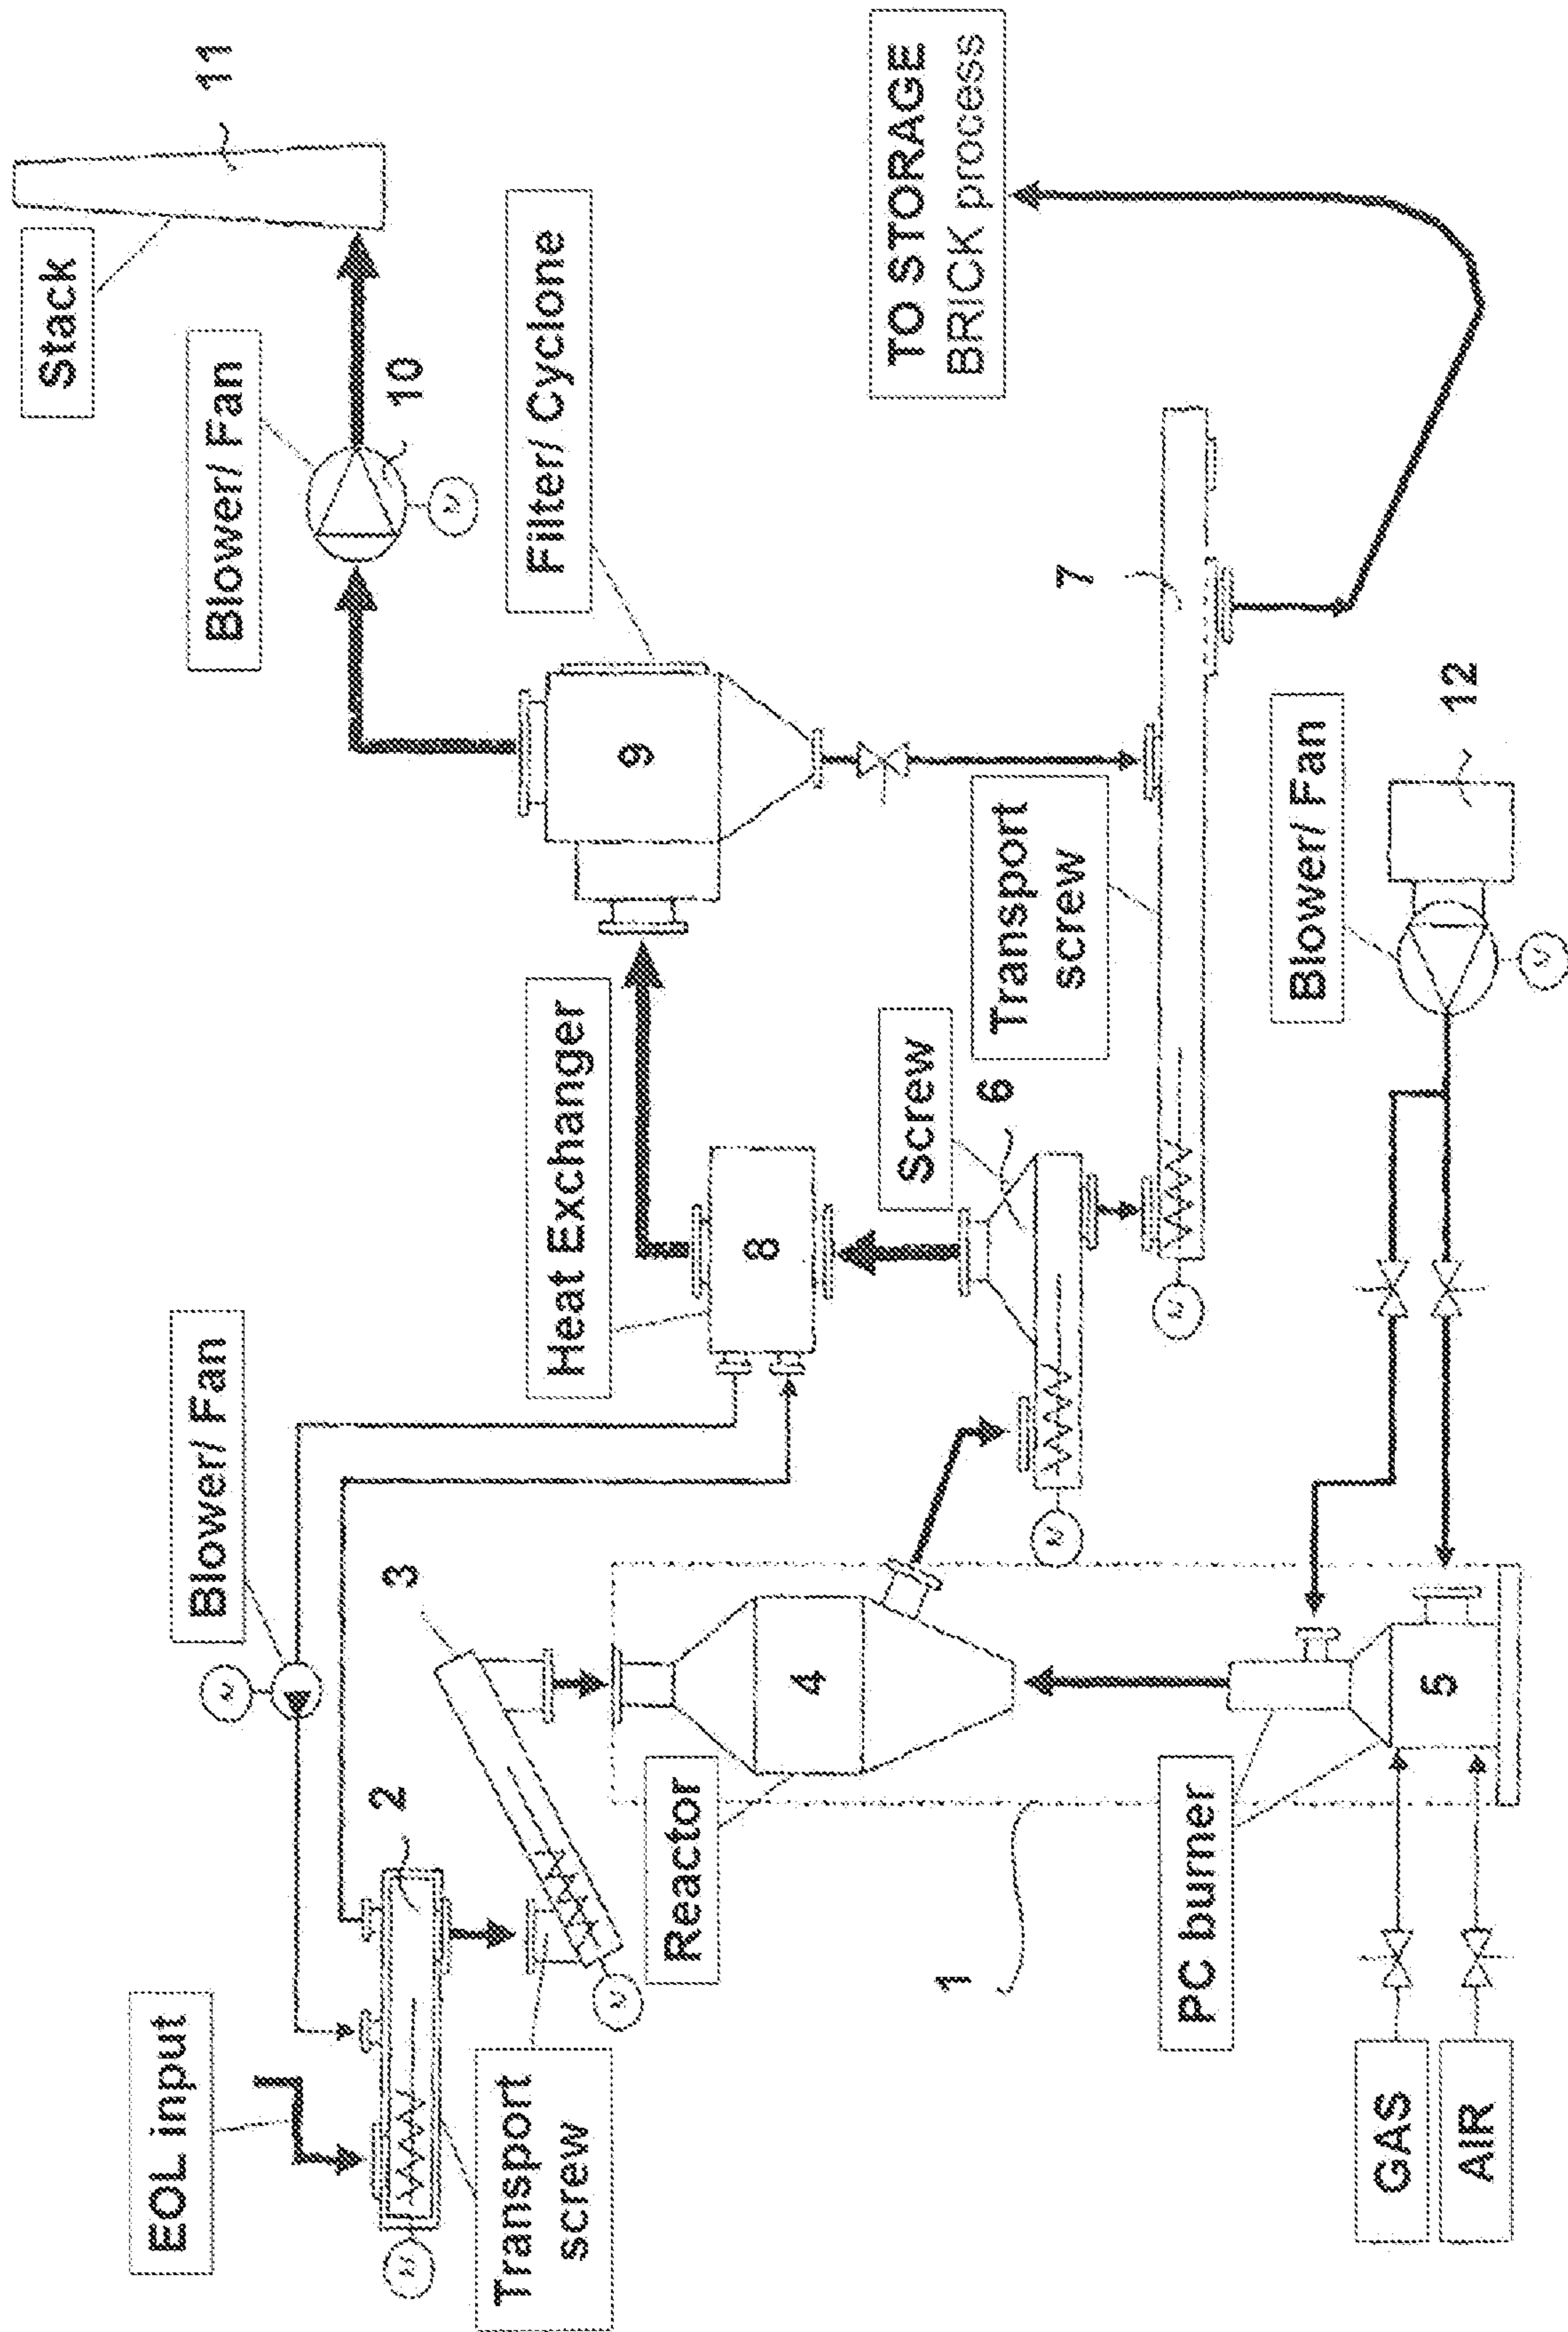 EOL input
Blower/ Fan
Blower/ Fan
Stack
11
10
2
3
Transport
screw
Heat Exchanger
Filter/ Cyclone
9
8
Reactor
4
Screw
6
TO STORAGE
BRICK process
1
Transport
screw
7
PC burner
5
Blower/ Fan
12
GAS
AIR